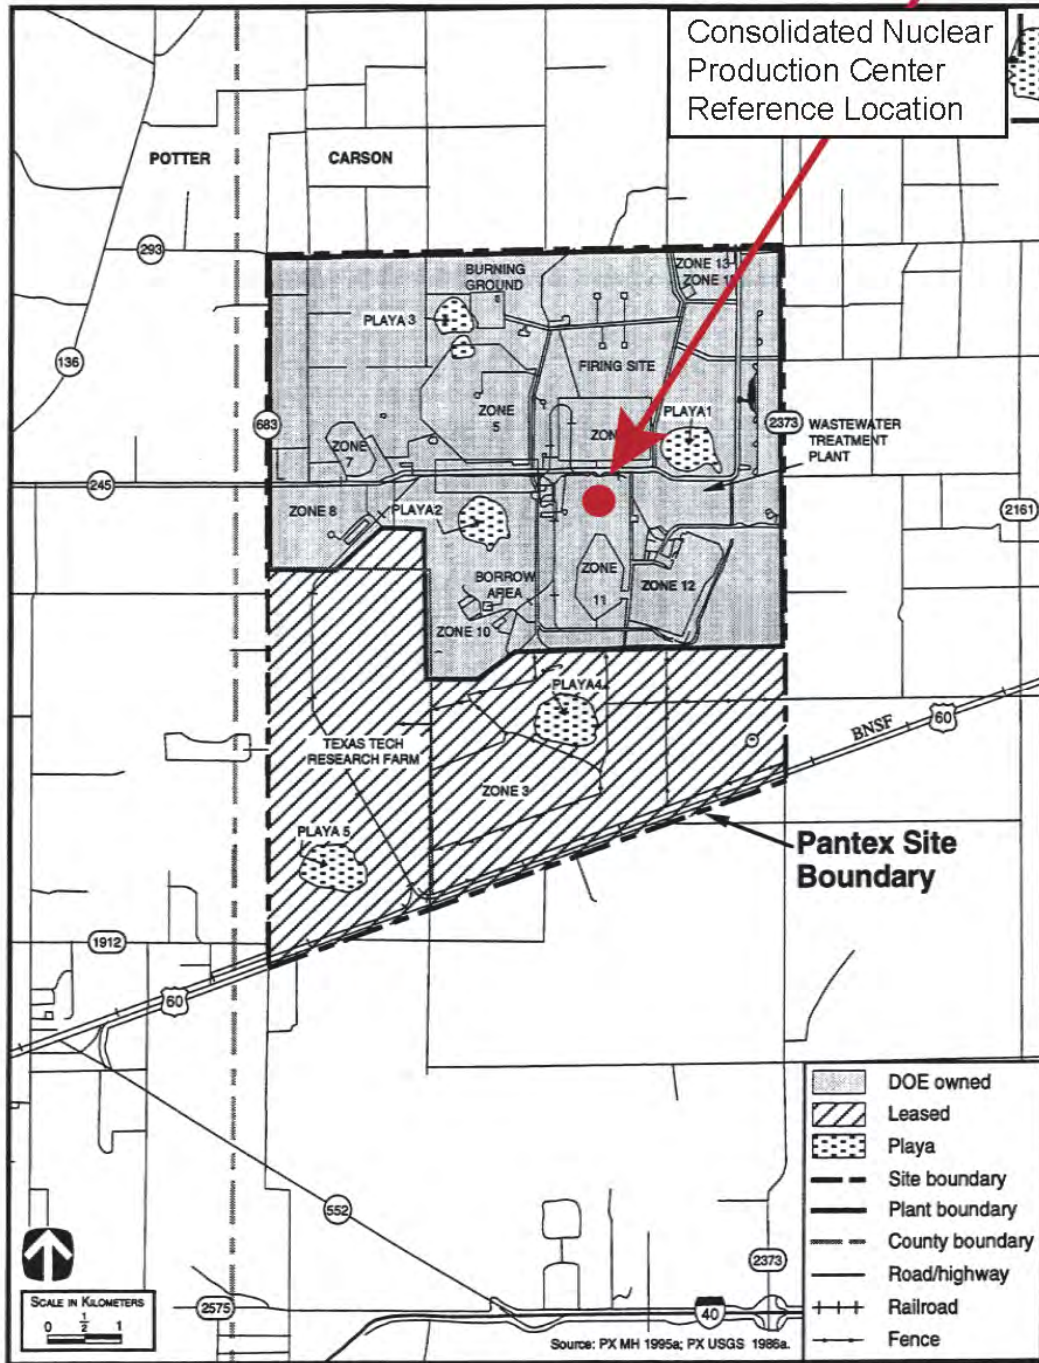 Consolidated Nuclear
Production Center
Reference Location
POTTER
CARSON
293
BURNING
GROUND
ZONE 13
ZONE
PLAYA 3
136
FIRING SITE
683
ZONE
5
PLAYA1
2373
WASTEWATER
TREATMENT
PLANT
ZONE
7
ZONE
245
ZONE 8
PLAYA2
2161
BORROW
AREA
ZONE
11
ZONE 12
ZONE 10
PLAYA4
60
BNSF
TEXAS TECH
RESEARCH FARM
ZONE 3
PLAYA 5
Pantex Site
Boundary
1912
60
DOE owned
Leased
Playa
Site boundary
Plant boundary
County boundary
Road/highway
Railroad
Fence
552
2373
SCALE IN KILOMETERS
0 1/2 1
2575
40
Source: PX MH 1995a; PX USGS 1986a.